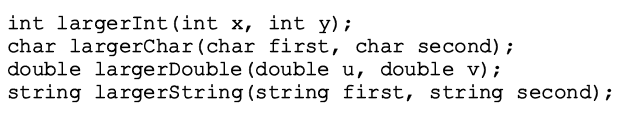 int largerInt(int x, int y);
char largerChar(char first, char second);
double largerDouble(double u, double v);
string largerString(string first, string second);